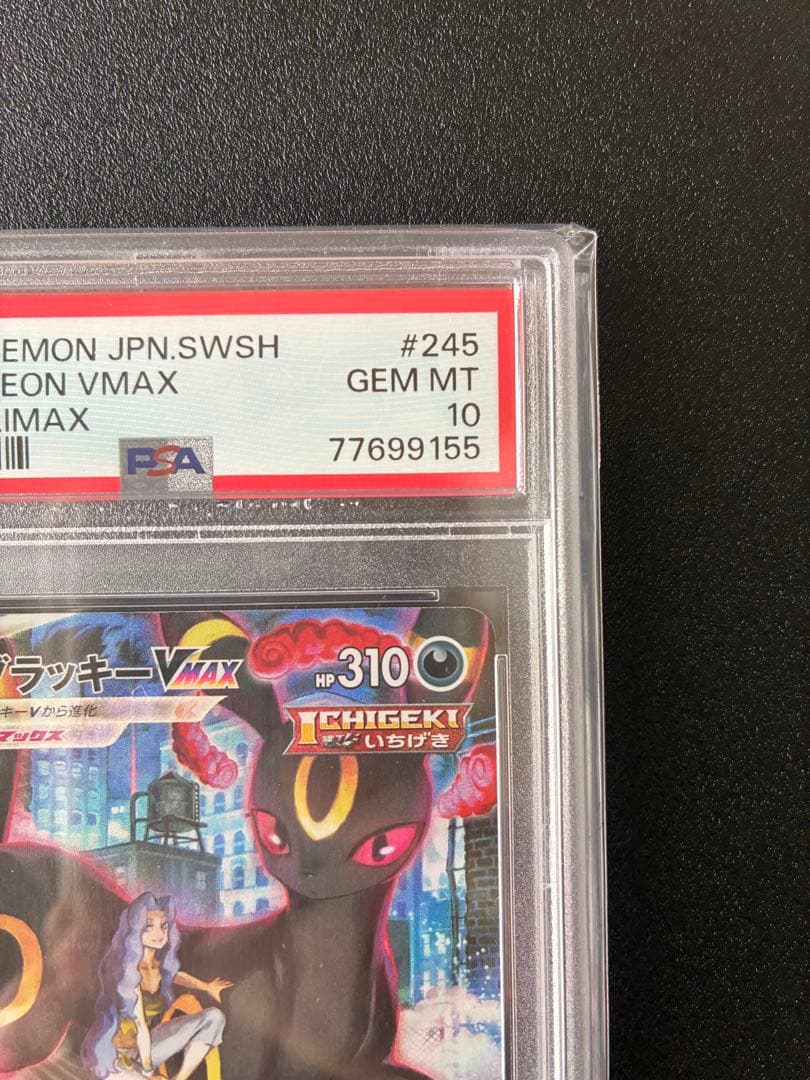 EMON JPN.SWSH #245
EON VMAX GEM MT
IMAX 10
PSA 77699155
ブラッキーVMAX HP310
キーVから進化
マックス
ICHIGEKI
いちげき